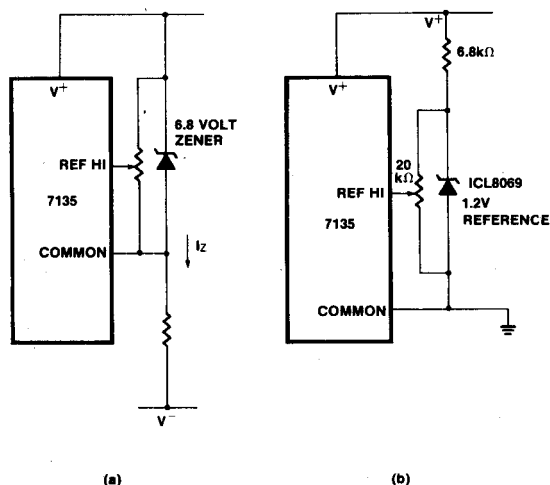 V+
6.8 VOLT
ZENER
REF HI
7135
COMMON
IZ
V−
(a)
V+
6.8kΩ
V+
20
kΩ
REF HI
ICL8069
1.2V
REFERENCE
7135
COMMON
(b)